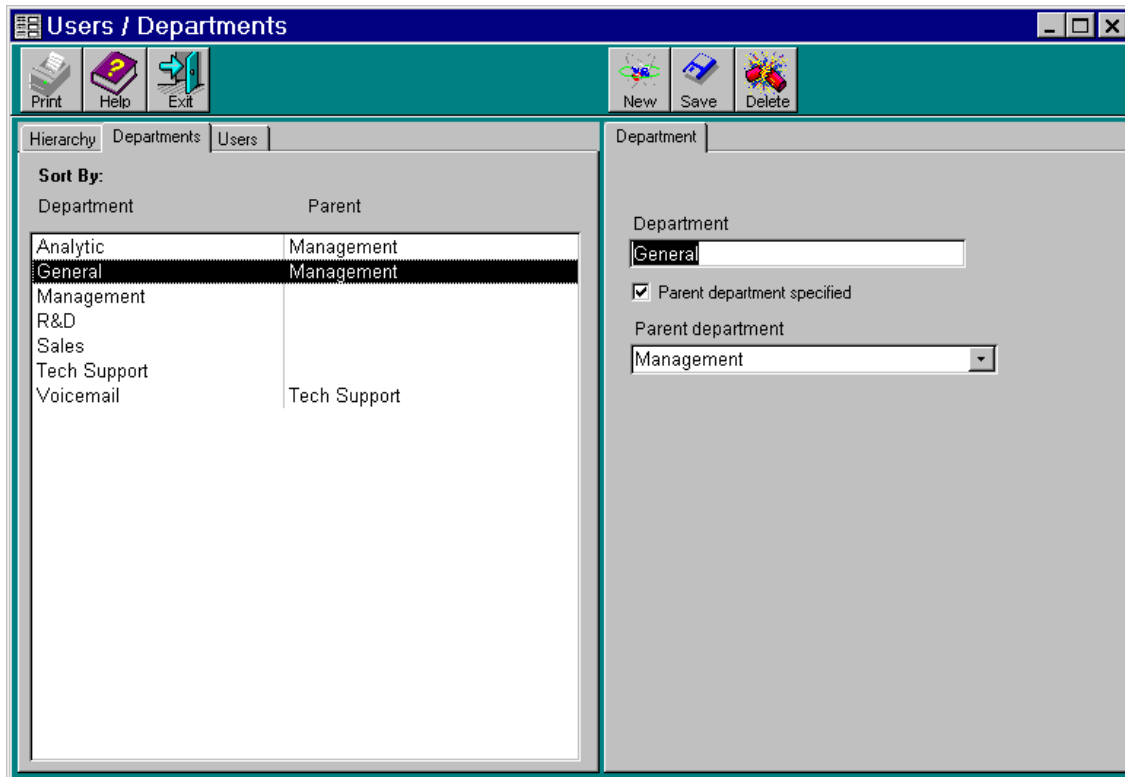 Users / Departments
Print Help Exit New Save Delete
Hierarchy Departments Users
Sort By:
Department Parent
Analytic Management
General Management
Management
R&D
Sales
Tech Support
Voicemail Tech Support
Department
Department
General
Parent department specified
Parent department
Management